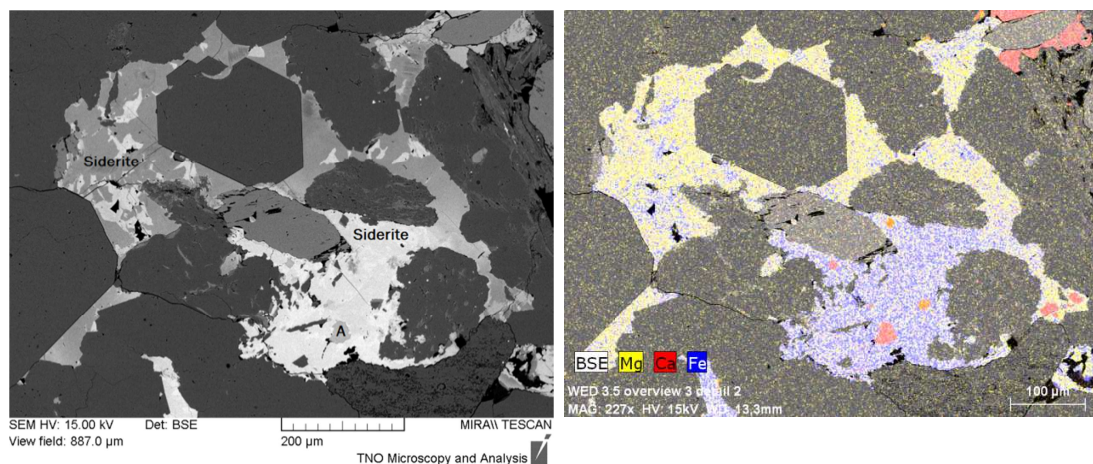 Siderite
Siderite
A
SEM HV: 15.00 kV Det: BSE MIRA\\ TESCAN
View field: 887.0 µm 200 µm
TNO Microscopy and Analysis
BSE Mg Ca Fe
WED 3.5 overview 3 detail 2
MAG: 227x HV: 15kV WD: 13,3mm
100 µm